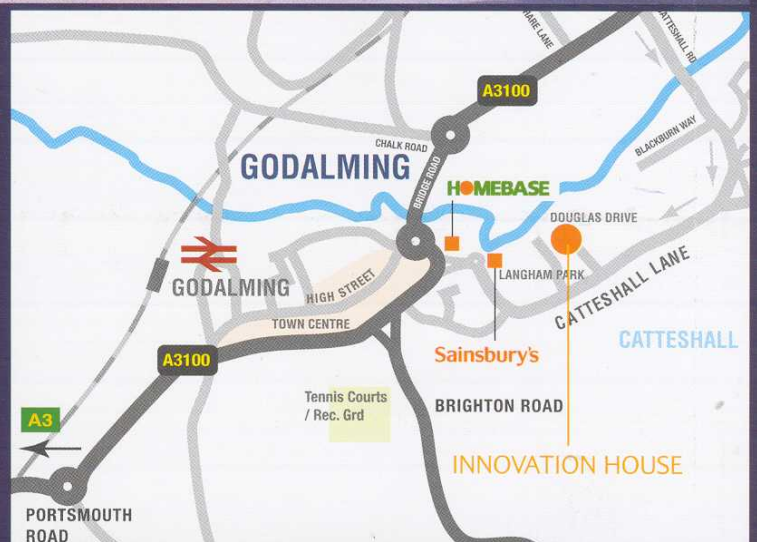 HARE LANE
CATTESHALL RD
A3100
BLACKBURN WAY
CHALK ROAD
GODALMING
BRIDGE ROAD
HOMEBASE
DOUGLAS DRIVE
GODALMING
HIGH STREET
LANGHAM PARK
CATTESHALL LANE
TOWN CENTRE
CATTESHALL
Sainsbury's
A3100
Tennis Courts
/ Rec. Grd
BRIGHTON ROAD
A3
INNOVATION HOUSE
PORTSMOUTH
ROAD